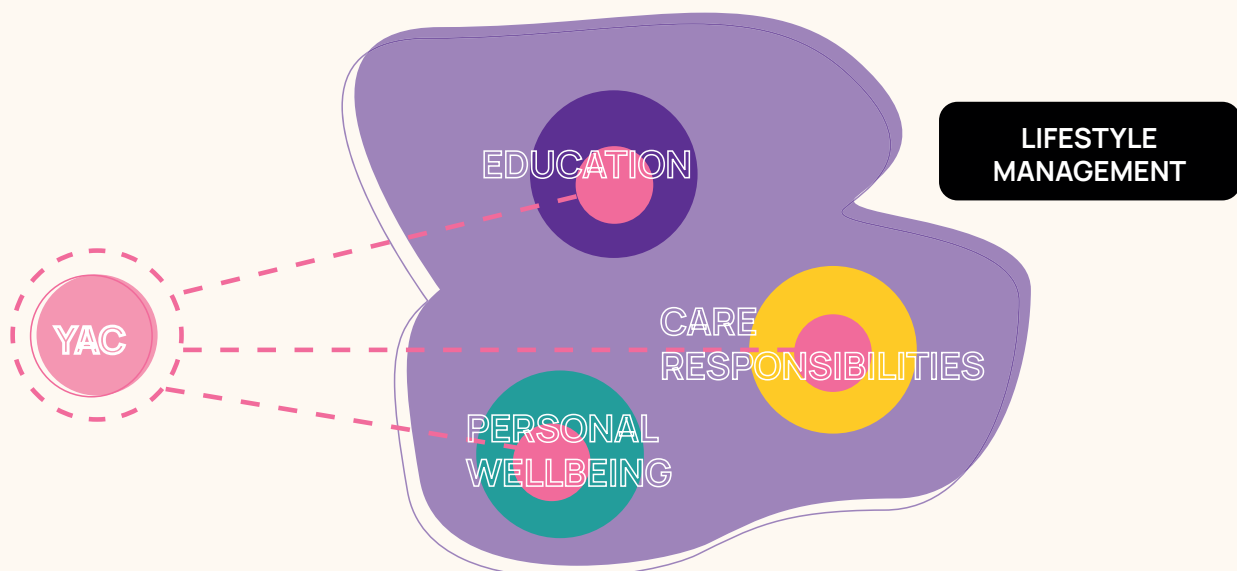 EDUCATION
LIFESTYLE
MANAGEMENT
YAC
CARE
RESPONSIBILITIES
PERSONAL
WELLBEING